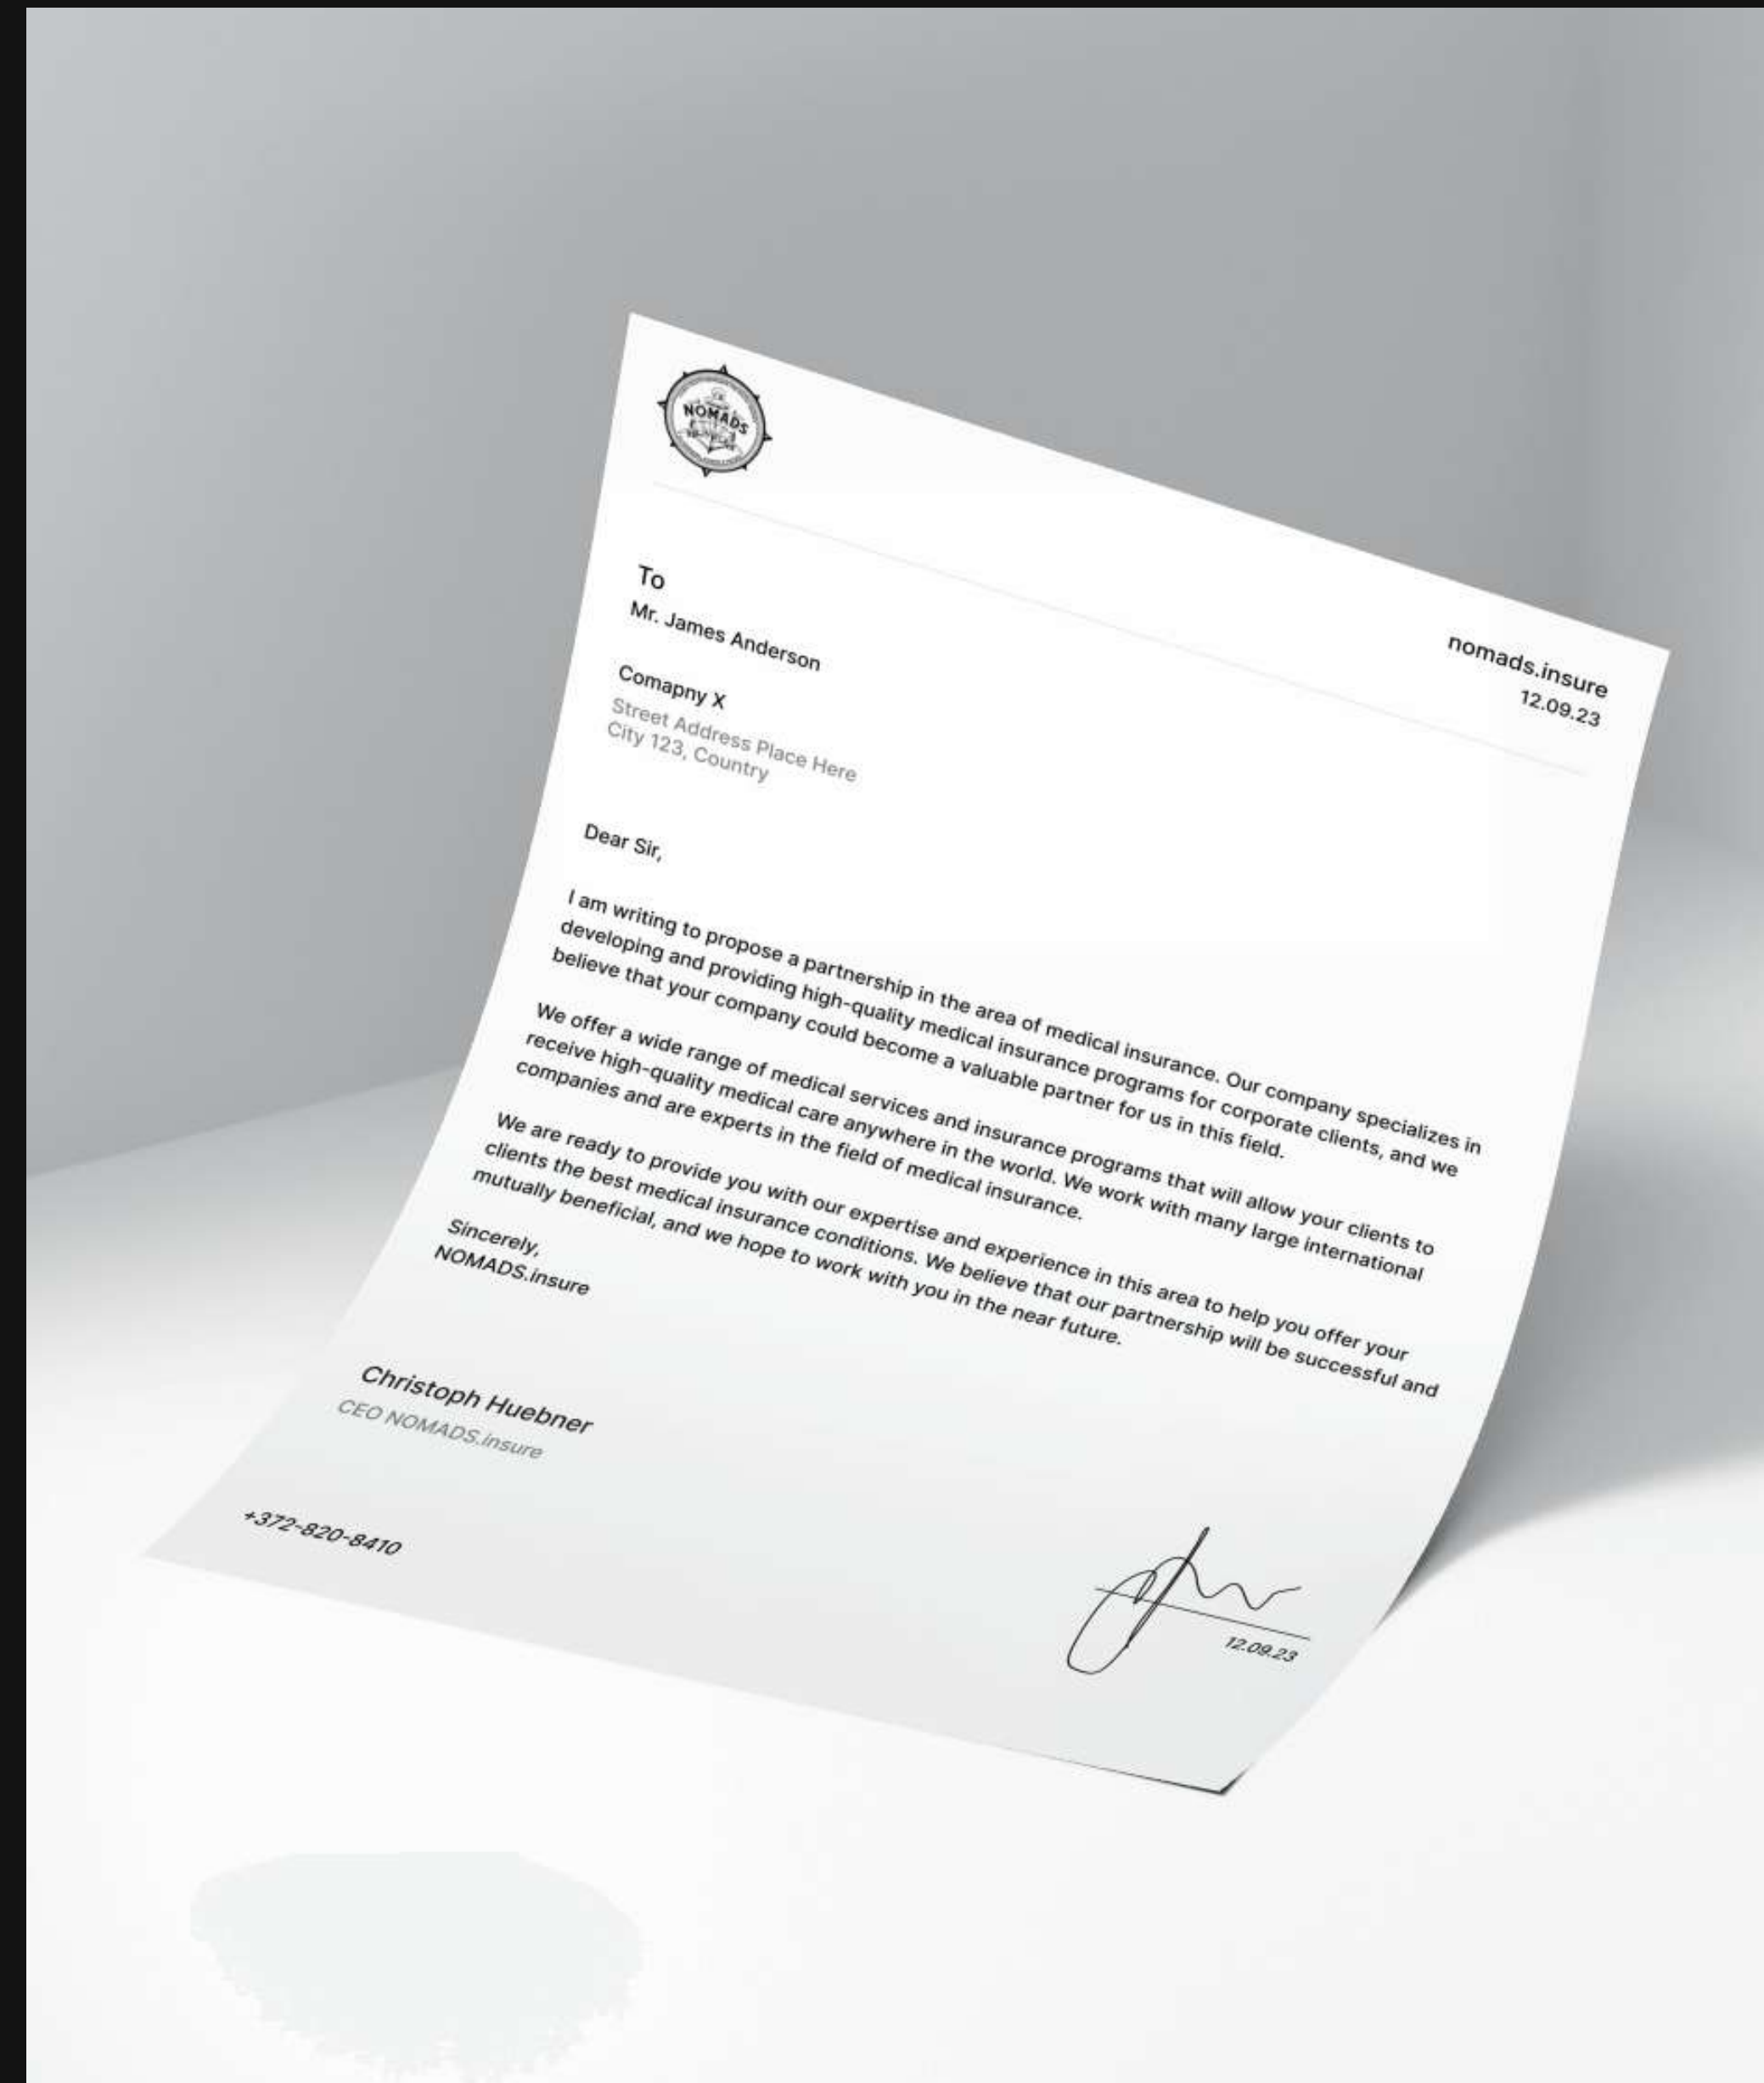 NOMADS
nomads.insure
12.09.23
To
Mr. James Anderson
Comapny X
Street Address Place Here
City 123, Country
Dear Sir,
I am writing to propose a partnership in the area of medical insurance. Our company specializes in
developing and providing high-quality medical insurance programs for corporate clients, and we
believe that your company could become a valuable partner for us in this field.
We offer a wide range of medical services and insurance programs that will allow your clients to
receive high-quality medical care anywhere in the world. We work with many large international
companies and are experts in the field of medical insurance.
We are ready to provide you with our expertise and experience in this area to help you offer your
clients the best medical insurance conditions. We believe that our partnership will be successful and
mutually beneficial, and we hope to work with you in the near future.
Sincerely,
NOMADS.insure
Christoph Huebner
CEO NOMADS.insure
+372-820-8410
12.09.23